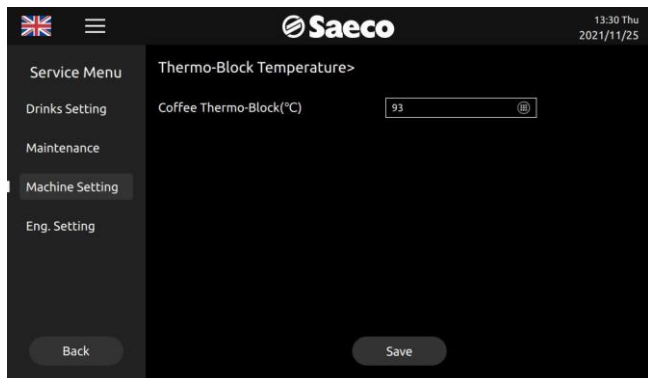 Saeco
13:30 Thu
2021/11/25
Service Menu
Drinks Setting
Maintenance
Machine Setting
Eng. Setting
Back
Thermo-Block Temperature>
Coffee Thermo-Block(°C)
93
Save